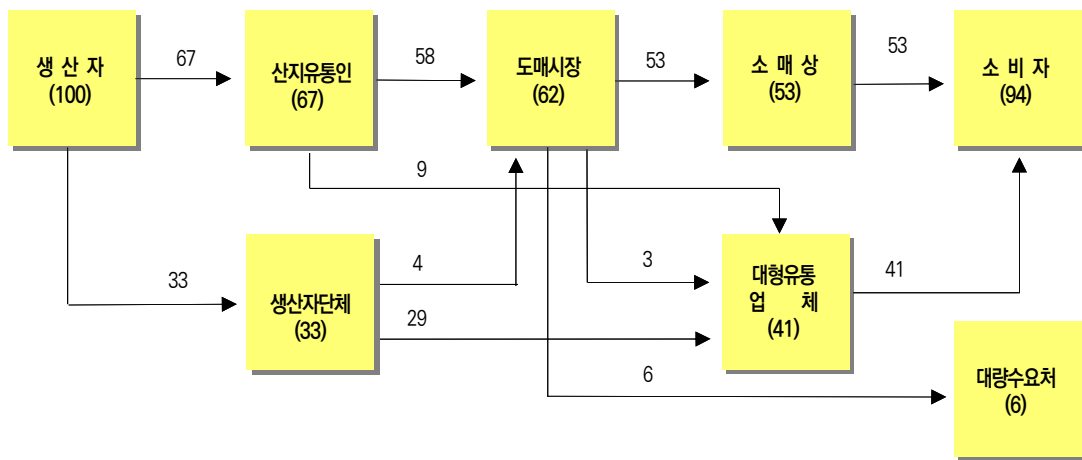 생 산 자
(100)
67
산지유통인
(67)
58
도매시장
(62)
53
소 매 상
(53)
53
소 비 자
(94)
9
33
생산자단체
(33)
4
29
3
대형유통
업 체
(41)
41
6
대량수요처
(6)